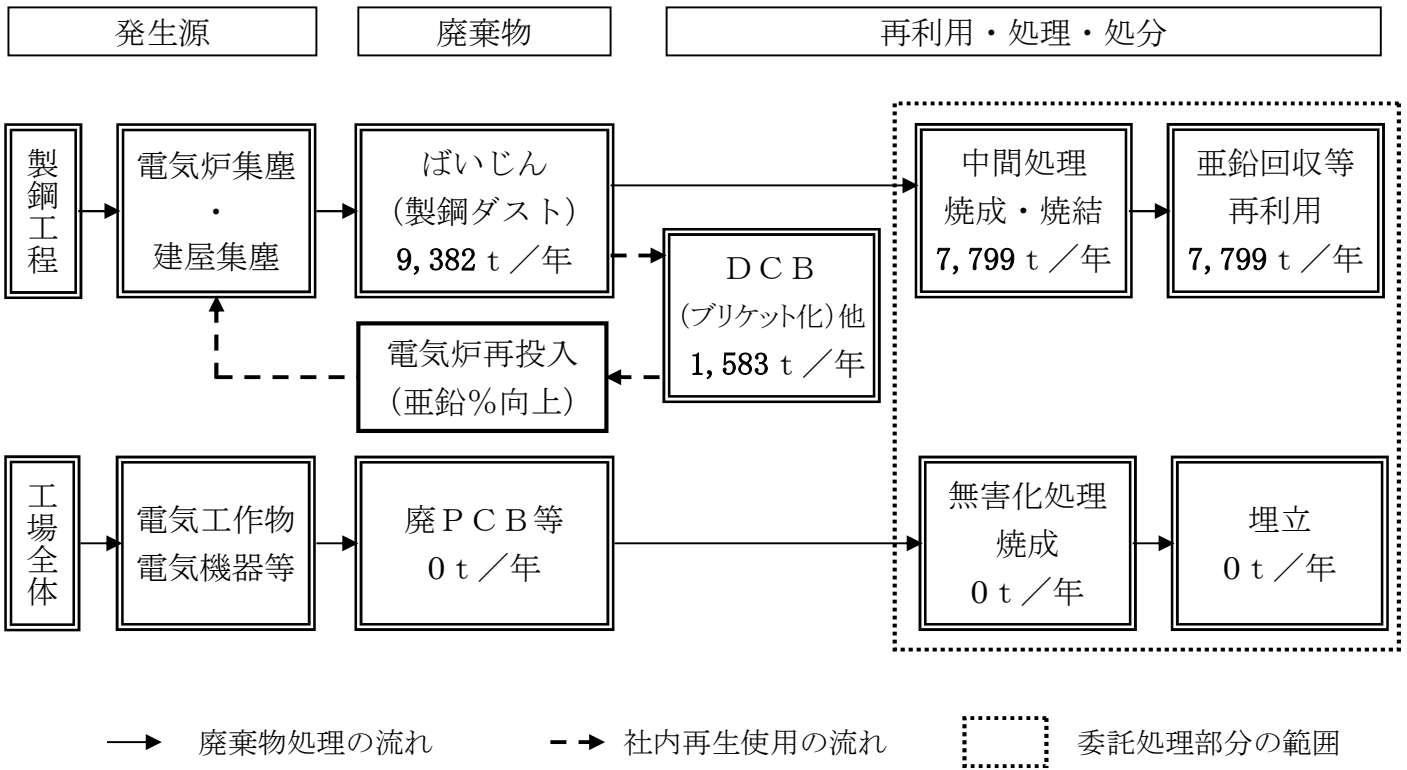 発生源
廃棄物
再利用・処理・処分
製鋼工程
電気炉集塵
・
建屋集塵
ばいじん
(製鋼ダスト)
9,382ｔ／年
ＤＣＢ
(ブリケット化)他
1,583ｔ／年
中間処理
焼成・焼結
7,799ｔ／年
亜鉛回収等
再利用
7,799ｔ／年
電気炉再投入
(亜鉛％向上)
工場全体
電気工作物
電気機器等
廃ＰＣＢ等
０ｔ／年
無害化処理
焼成
０ｔ／年
埋立
０ｔ／年
廃棄物処理の流れ
社内再生使用の流れ
委託処理部分の範囲